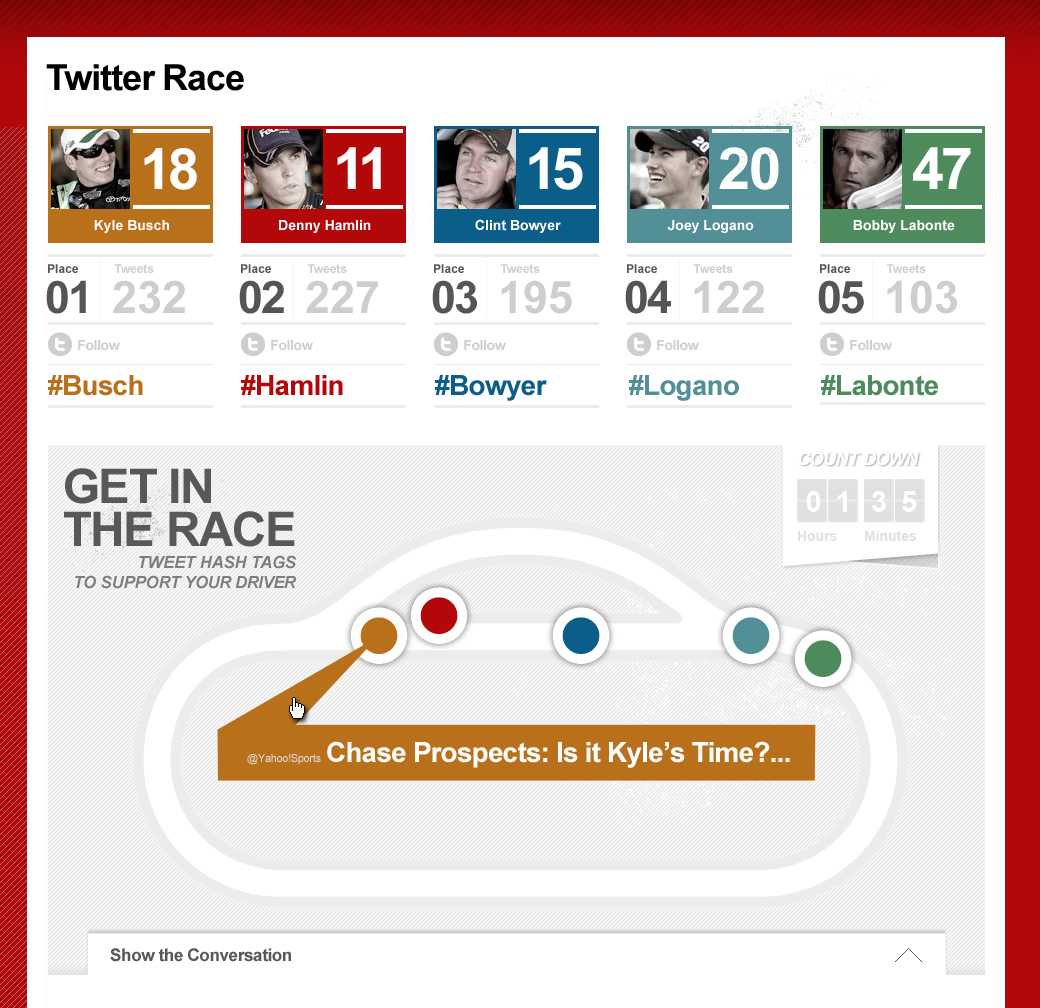 Twitter Race
18
Kyle Busch
11
Denny Hamlin
15
Clint Bowyer
20
20
Joey Logano
47
Bobby Labonte
Place Tweets
01 232
Follow
#Busch
Place Tweets
02 227
Follow
#Hamlin
Place Tweets
03 195
Follow
#Bowyer
Place Tweets
04 122
Follow
#Logano
Place Tweets
05 103
Follow
#Labonte
GET IN
THE RACE
TWEET HASH TAGS
TO SUPPORT YOUR DRIVER
COUNT DOWN
0 1 3 5
Hours Minutes
@Yahoo!Sports Chase Prospects: Is it Kyle’s Time?...
Show the Conversation